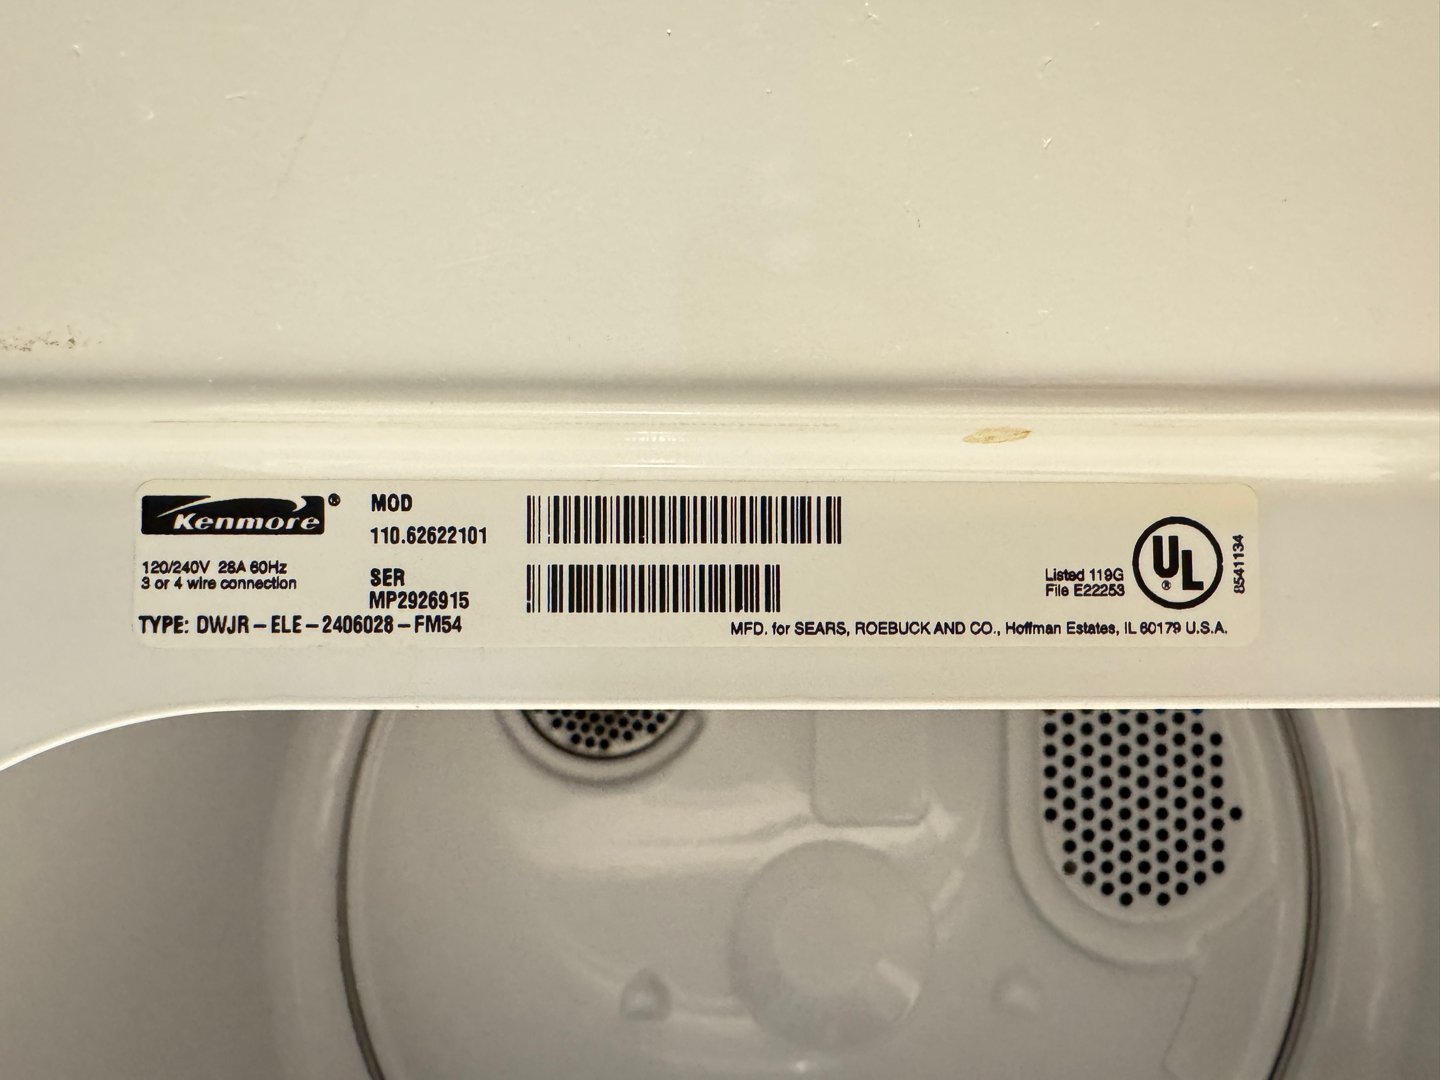 Kenmore®
MOD
110.62622101
120/240V 28A 60Hz
3 or 4 wire connection
SER
MP2926915
TYPE: DWJR-ELE-2406028-FM54
Listed 119G
File E22253
UL®
8541134
MFD. for SEARS, ROEBUCK AND CO., Hoffman Estates, IL 60179 U.S.A.